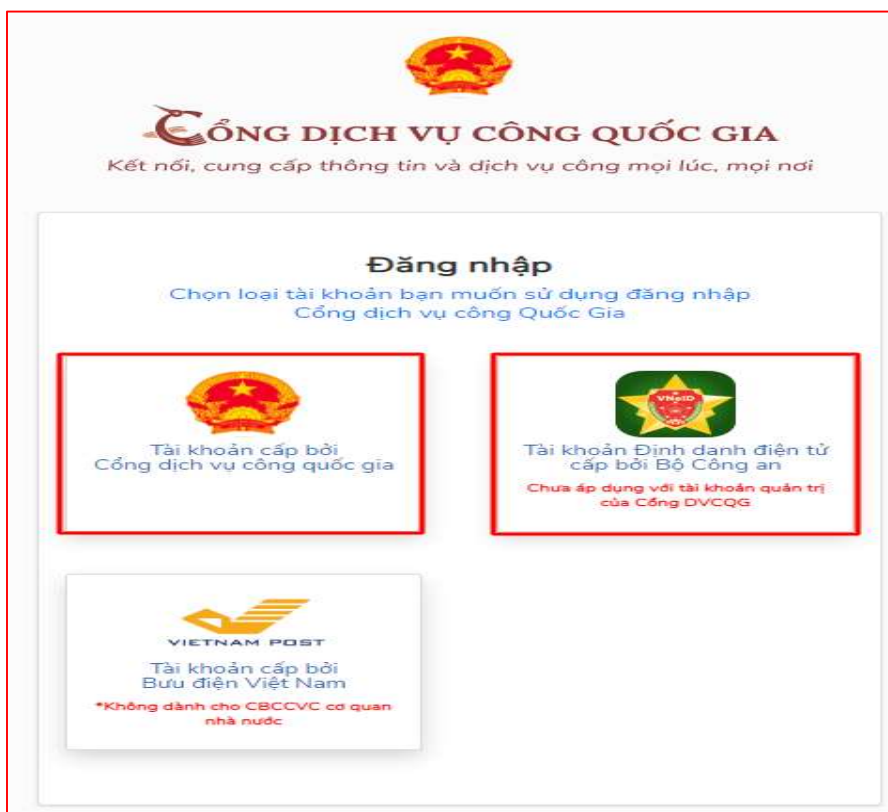 CỔNG DỊCH VỤ CÔNG QUỐC GIA
Kết nối, cung cấp thông tin và dịch vụ công mọi lúc, mọi nơi
Đăng nhập
Chọn loại tài khoản bạn muốn sử dụng đăng nhập
Cổng dịch vụ công Quốc Gia
Tài khoản cấp bởi
Cổng dịch vụ công quốc gia
VNeID
Tài khoản Định danh điện tử
cấp bởi Bộ Công an
Chưa áp dụng với tài khoản quản trị
của Cổng DVCQG
VIETNAM POST
Tài khoản cấp bởi
Bưu điện Việt Nam
*Không dành cho CBCCVC cơ quan
nhà nước